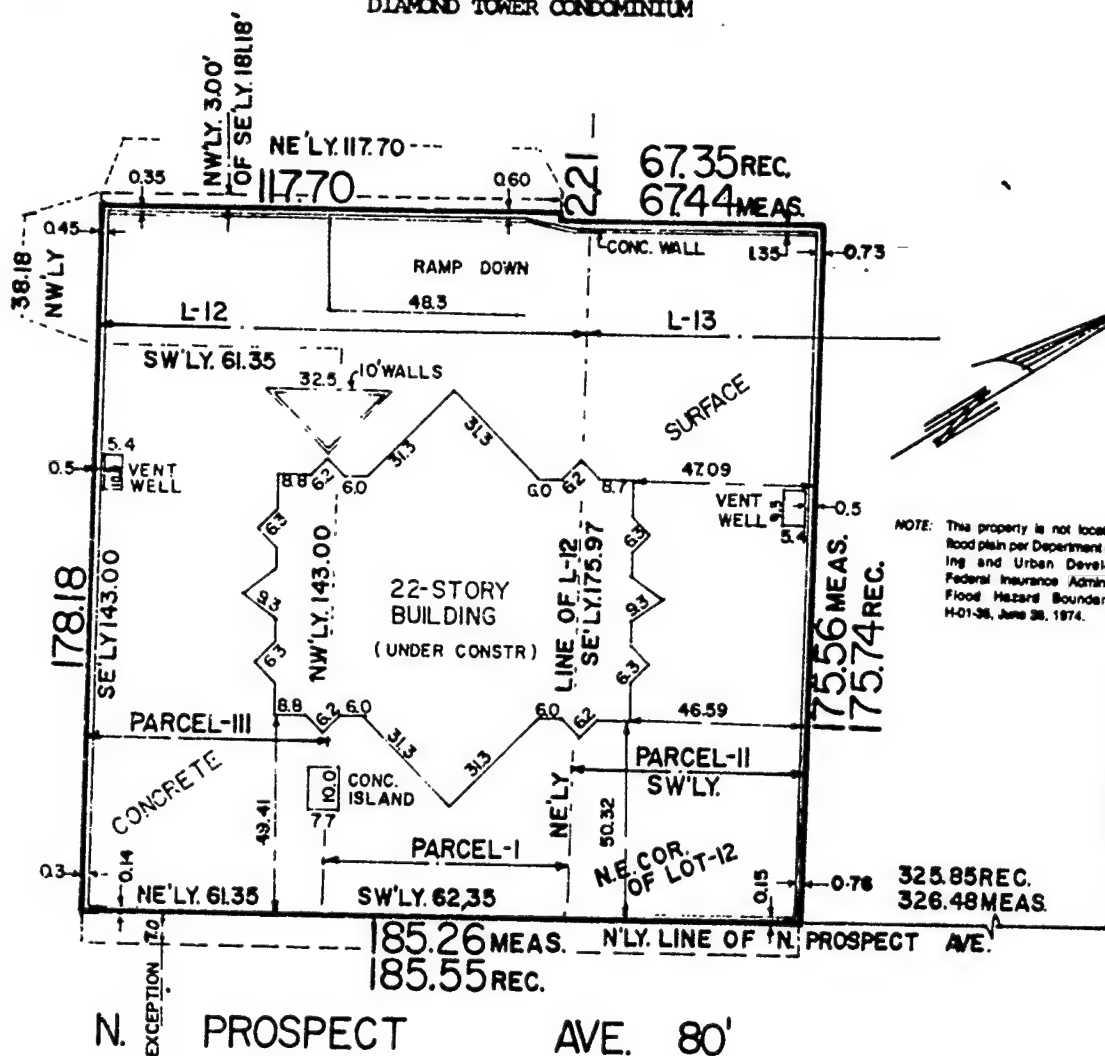 DIAMOND TOWER CONDOMINIUM
NW'LY. 3.00'
OF SE'LY. 181.18'
NE'LY. 117.70
117.70
0.35
0.60
2.21
67.35 REC.
67.44 MEAS.
0.45
38.18
NW'LY
CONC. WALL
1.35
0.73
RAMP DOWN
48.3
L-12
L-13
SW'LY. 61.35
32.5
10' WALLS
SURFACE
31.3
31.3
47.09
5.4
0.5
VENT
WELL
8.8
6.2
6.0
6.0
6.2
8.7
VENT
WELL
9.5
5.4
0.5
6.3
6.3
NOTE: This property is not loca
flood plain per Department
ing and Urban Devel
Federal Insurance Admin
Flood Hazard Boundar
H-01-36, June 28, 1974.
178.18
SE'LY 143.00
NW'LY. 143.00
22-STORY
BUILDING
(UNDER CONSTR)
LINE OF L-12
SE'LY. 175.97
175.56 MEAS.
175.74 REC.
9.3
9.3
6.3
6.3
8.8
6.2
6.0
6.0
6.2
46.59
31.3
31.3
PARCEL-III
PARCEL-II
SW'LY.
CONCRETE
10.0
CONC.
ISLAND
7.7
49.41
NE'LY
50.32
PARCEL-I
N.E. COR.
OF LOT-12
0.3
0.14
0.15
0.76
325.85 REC.
326.48 MEAS.
NE'LY. 61.35
SW'LY. 62,35
185.26 MEAS.
185.55 REC.
N'LY. LINE OF N. PROSPECT AVE.
EXCEPTION 7.0
N. PROSPECT AVE. 80'